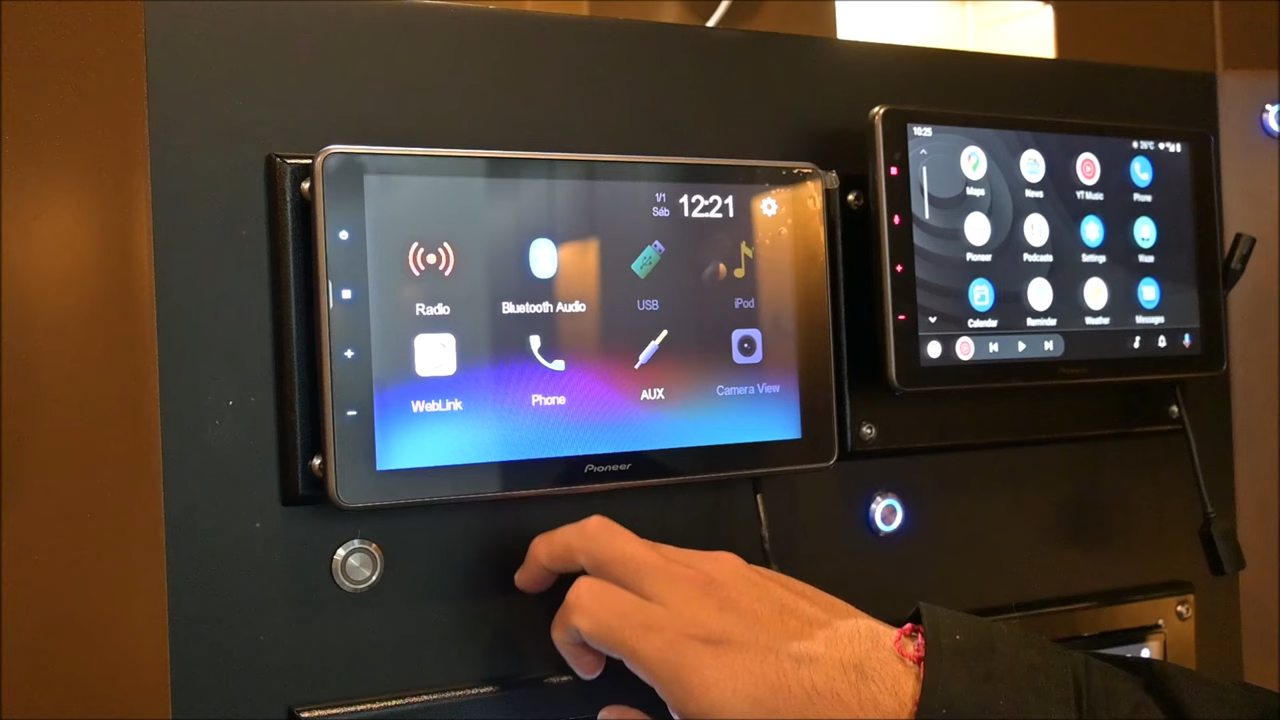 1/1
Sáb
12:21
Radio
Bluetooth Audio
USB
iPod
WebLink
Phone
AUX
Camera View
Pioneer
10:25
26°C
Maps
News
YT Music
Phone
Pioneer
Podcasts
Settings
Waze
Calendar
Reminder
Weather
Messages